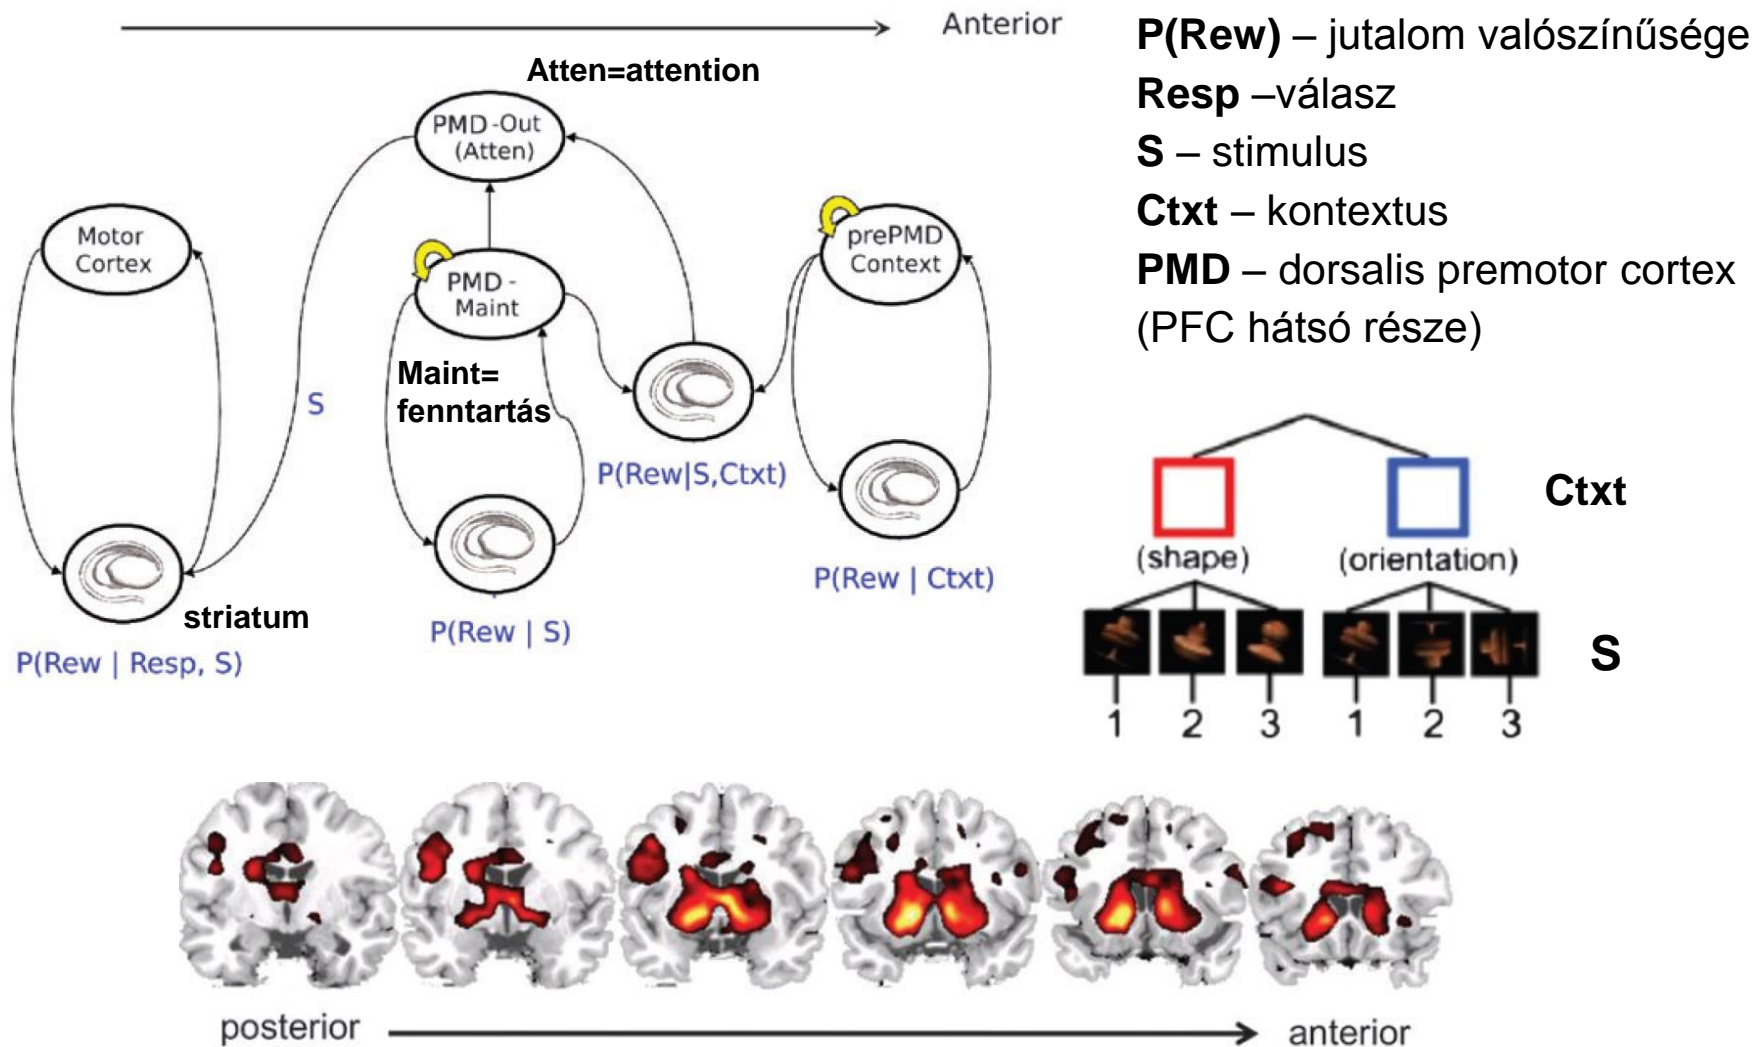 Anterior
P(Rew) – jutalom valószínűsége
Resp –válasz
S – stimulus
Ctxt – kontextus
PMD – dorsalis premotor cortex
(PFC hátsó része)
Atten=attention
PMD-Out
(Atten)
Motor
Cortex
PMD -
Maint
prePMD
Context
Maint=
fenntartás
S
P(Rew|S,Ctxt)
P(Rew | Ctxt)
striatum
P(Rew | S)
P(Rew | Resp, S)
Ctxt
(shape)
(orientation)
S
1 2 3 1 2 3
posterior
anterior